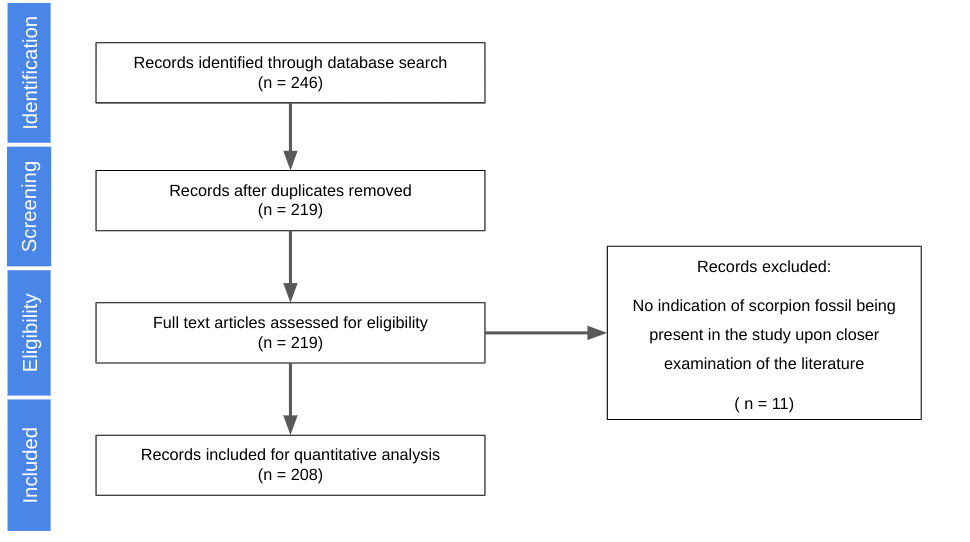 Identification
Records identified through database search
(n = 246)
Screening
Records after duplicates removed
(n = 219)
Eligibility
Full text articles assessed for eligibility
(n = 219)
Records excluded:
No indication of scorpion fossil being
present in the study upon closer
examination of the literature
( n = 11)
Included
Records included for quantitative analysis
(n = 208)